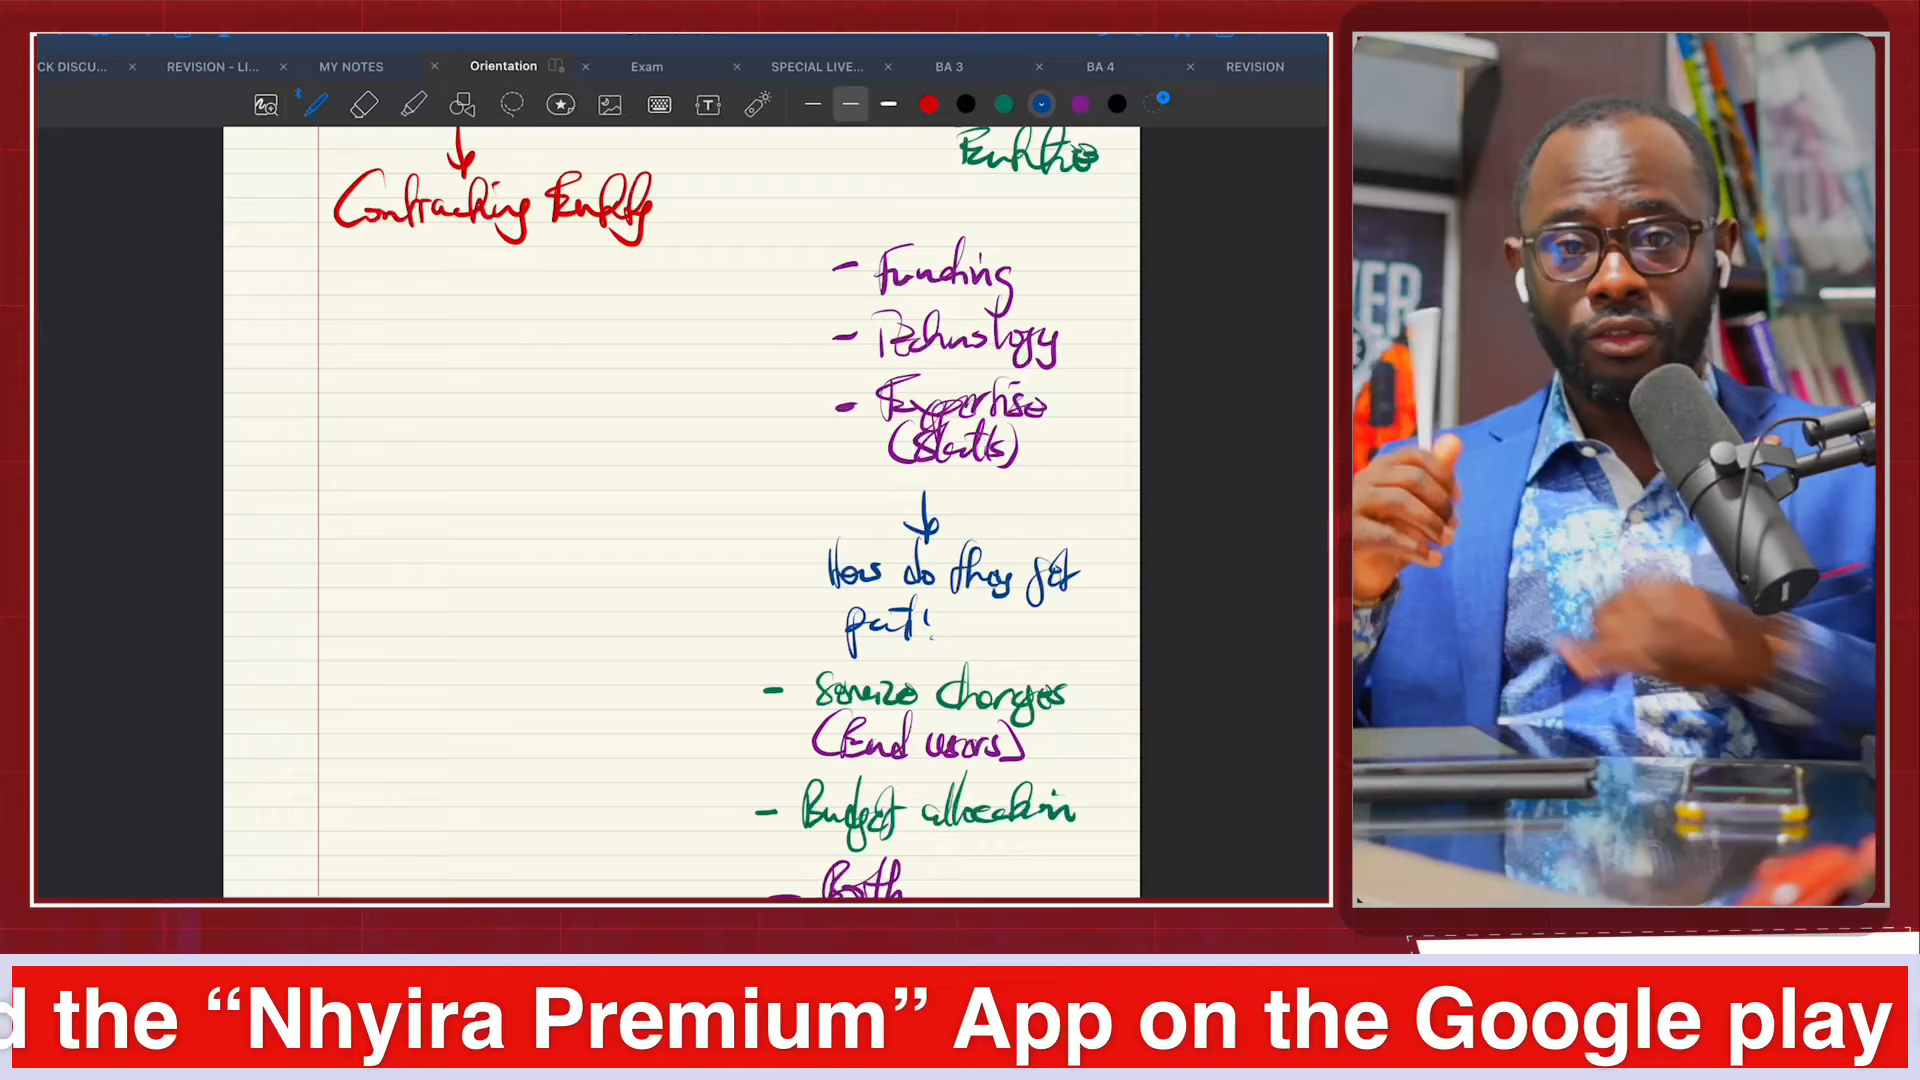 CK DISCU... × REVISION - LI... × MY NOTES × Orientation × Exam × SPECIAL LIVE... × BA 3 × BA 4 × REVISION
T
Contracting Entity
Entities
- Funding
- Technology
- Expertise
(Skills)
How do they get
paid?
- Service charges
(End users)
- Budget allocation
- Both
d the “Nhyira Premium” App on the Google play